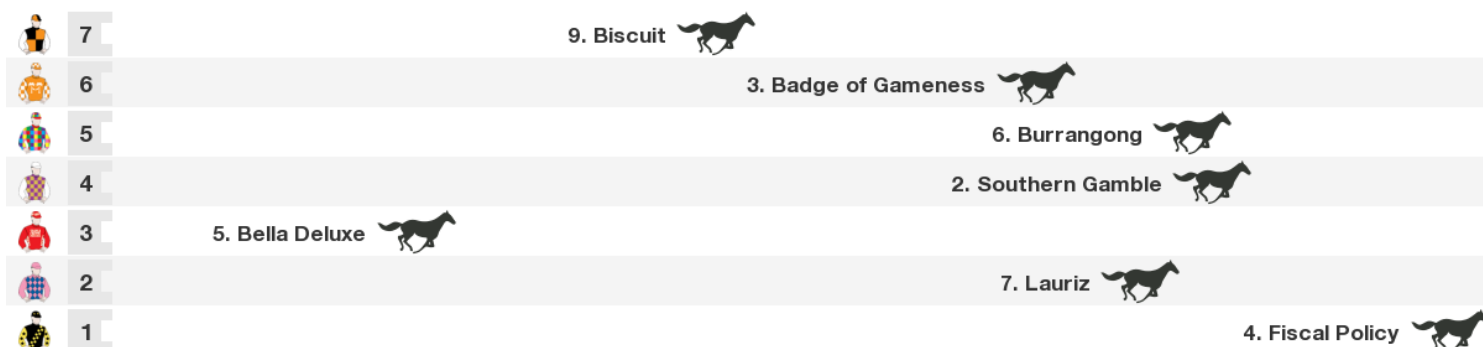 7 9. Biscuit
6 3. Badge of Gameness
5 6. Burrangong
4 2. Southern Gamble
3 5. Bella Deluxe
2 7. Lauriz
1 4. Fiscal Policy